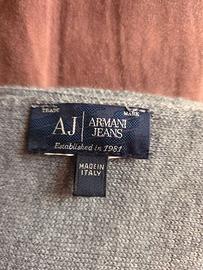 TRADE MARK
AJ ARMANI
JEANS
Established in 1981
MADE IN
ITALY